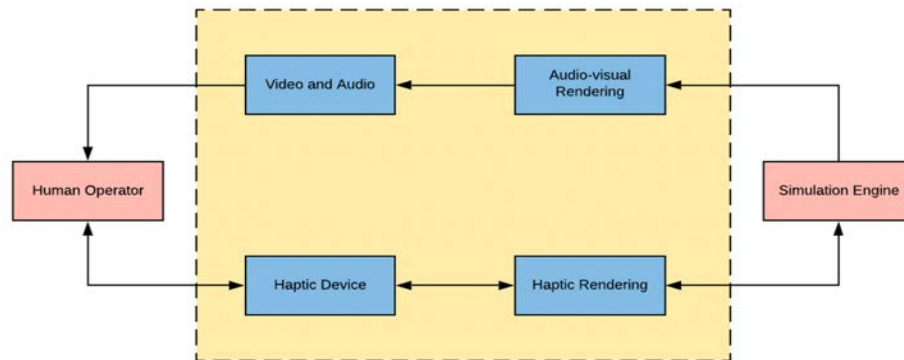 Video and Audio
Audio-visual
Rendering
Human Operator
Simulation Engine
Haptic Device
Haptic Rendering